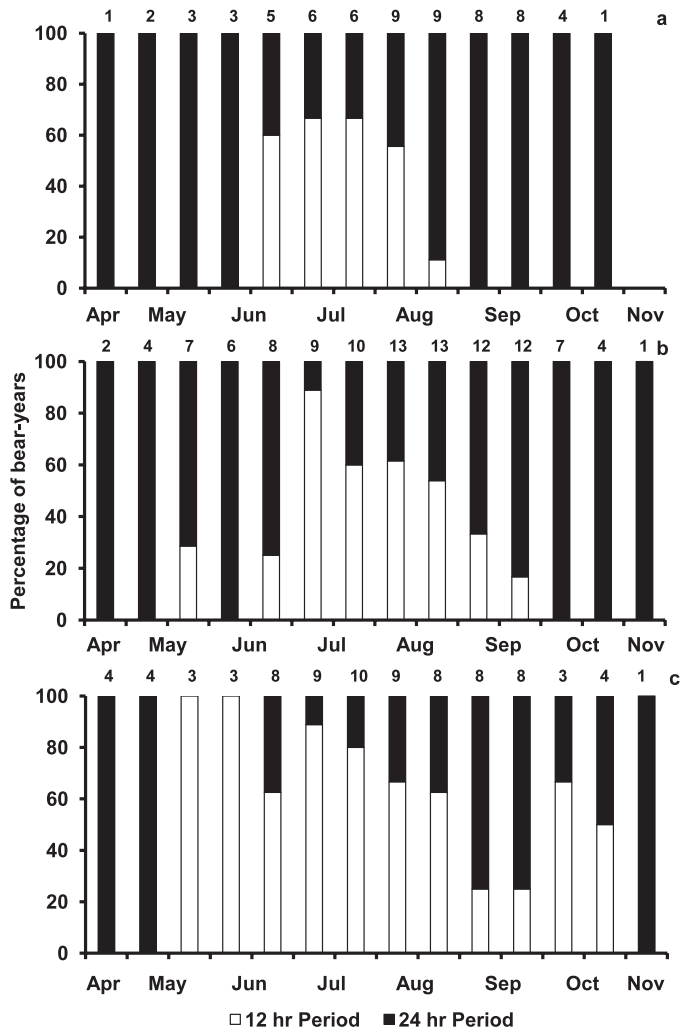 1 2 3 3 5 6 6 9 9 8 8 4 1 a
100
80
60
40
20
0
Apr May Jun Jul Aug Sep Oct Nov
2 4 7 6 8 9 10 13 13 12 12 7 4 1 b
100
80
60
40
20
0
Apr May Jun Jul Aug Sep Oct Nov
Percentage of bear-years
4 4 3 3 8 9 10 9 8 8 8 3 4 1 c
100
80
60
40
20
0
Apr May Jun Jul Aug Sep Oct Nov
12 hr Period 24 hr Period